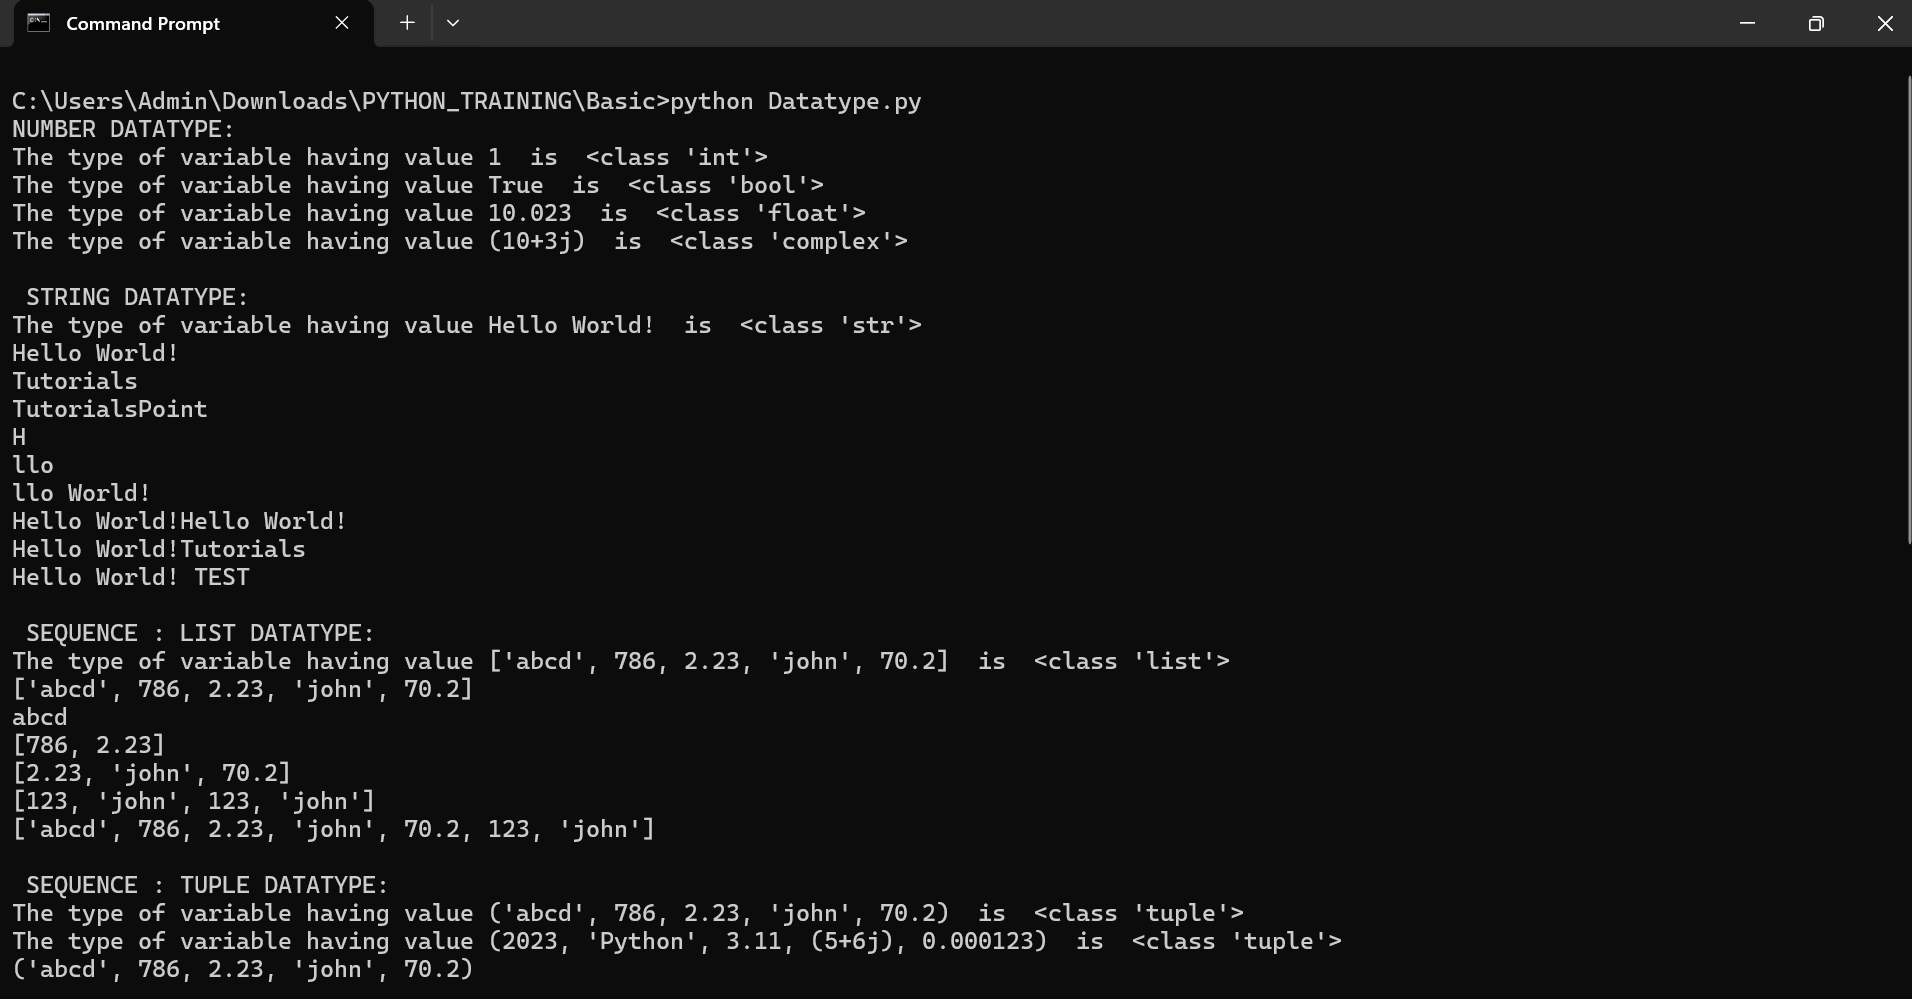 Command Prompt
C:\Users\Admin\Downloads\PYTHON_TRAINING\Basic>python Datatype.py
NUMBER DATATYPE:
The type of variable having value 1  is  <class 'int'>
The type of variable having value True  is  <class 'bool'>
The type of variable having value 10.023  is  <class 'float'>
The type of variable having value (10+3j)  is  <class 'complex'>
 STRING DATATYPE:
The type of variable having value Hello World!  is  <class 'str'>
Hello World!
Tutorials
TutorialsPoint
H
llo
llo World!
Hello World!Hello World!
Hello World!Tutorials
Hello World! TEST
 SEQUENCE : LIST DATATYPE:
The type of variable having value ['abcd', 786, 2.23, 'john', 70.2]  is  <class 'list'>
['abcd', 786, 2.23, 'john', 70.2]
abcd
[786, 2.23]
[2.23, 'john', 70.2]
[123, 'john', 123, 'john']
['abcd', 786, 2.23, 'john', 70.2, 123, 'john']
 SEQUENCE : TUPLE DATATYPE:
The type of variable having value ('abcd', 786, 2.23, 'john', 70.2)  is  <class 'tuple'>
The type of variable having value (2023, 'Python', 3.11, (5+6j), 0.000123)  is  <class 'tuple'>
('abcd', 786, 2.23, 'john', 70.2)